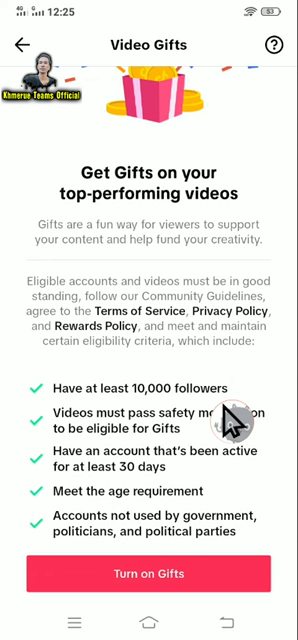 4G G 12:25 53
Video Gifts
Khmerue Teams Official
Get Gifts on your
top-performing videos
Gifts are a fun way for viewers to support
your content and help fund your creativity.
Eligible accounts and videos must be in good
standing, follow our Community Guidelines,
agree to the Terms of Service, Privacy Policy,
and Rewards Policy, and meet and maintain
certain eligibility criteria, which include:
Have at least 10,000 followers
Videos must pass safety
to be eligible for Gifts
Have an account that's been active
for at least 30 days
Meet the age requirement
Accounts not used by government,
politicians, and political parties
Turn on Gifts